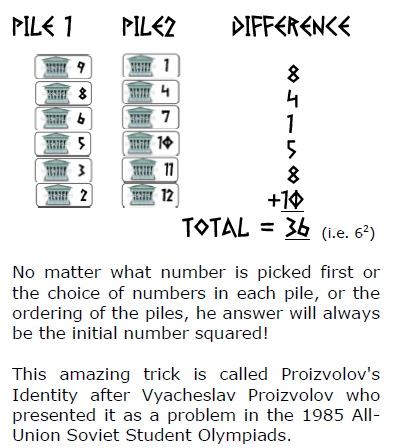 PILE 1 PILE2 DIFFERENCE
9 1 8
8 4 4
6 7 1
5 10 5
3 11 8
2 12 +10
TOTAL = 36 (i.e. 6²)
No matter what number is picked first or
the choice of numbers in each pile, or the
ordering of the piles, he answer will always
be the initial number squared!
This amazing trick is called Proizvolov's
Identity after Vyacheslav Proizvolov who
presented it as a problem in the 1985 All-
Union Soviet Student Olympiads.